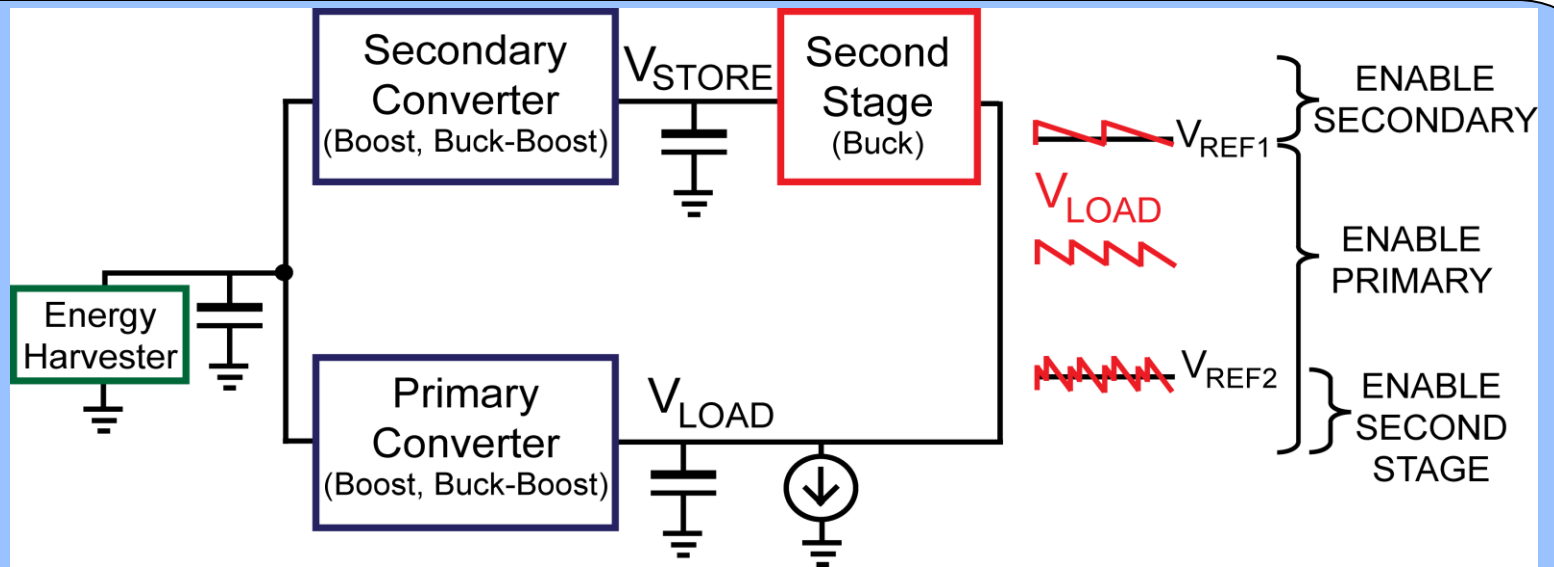 Secondary
Converter
(Boost, Buck-Boost)
VSTORE
Second
Stage
(Buck)
ENABLE
SECONDARY
VREF1
VLOAD
ENABLE
PRIMARY
Energy
Harvester
Primary
Converter
(Boost, Buck-Boost)
VLOAD
VREF2
ENABLE
SECOND
STAGE